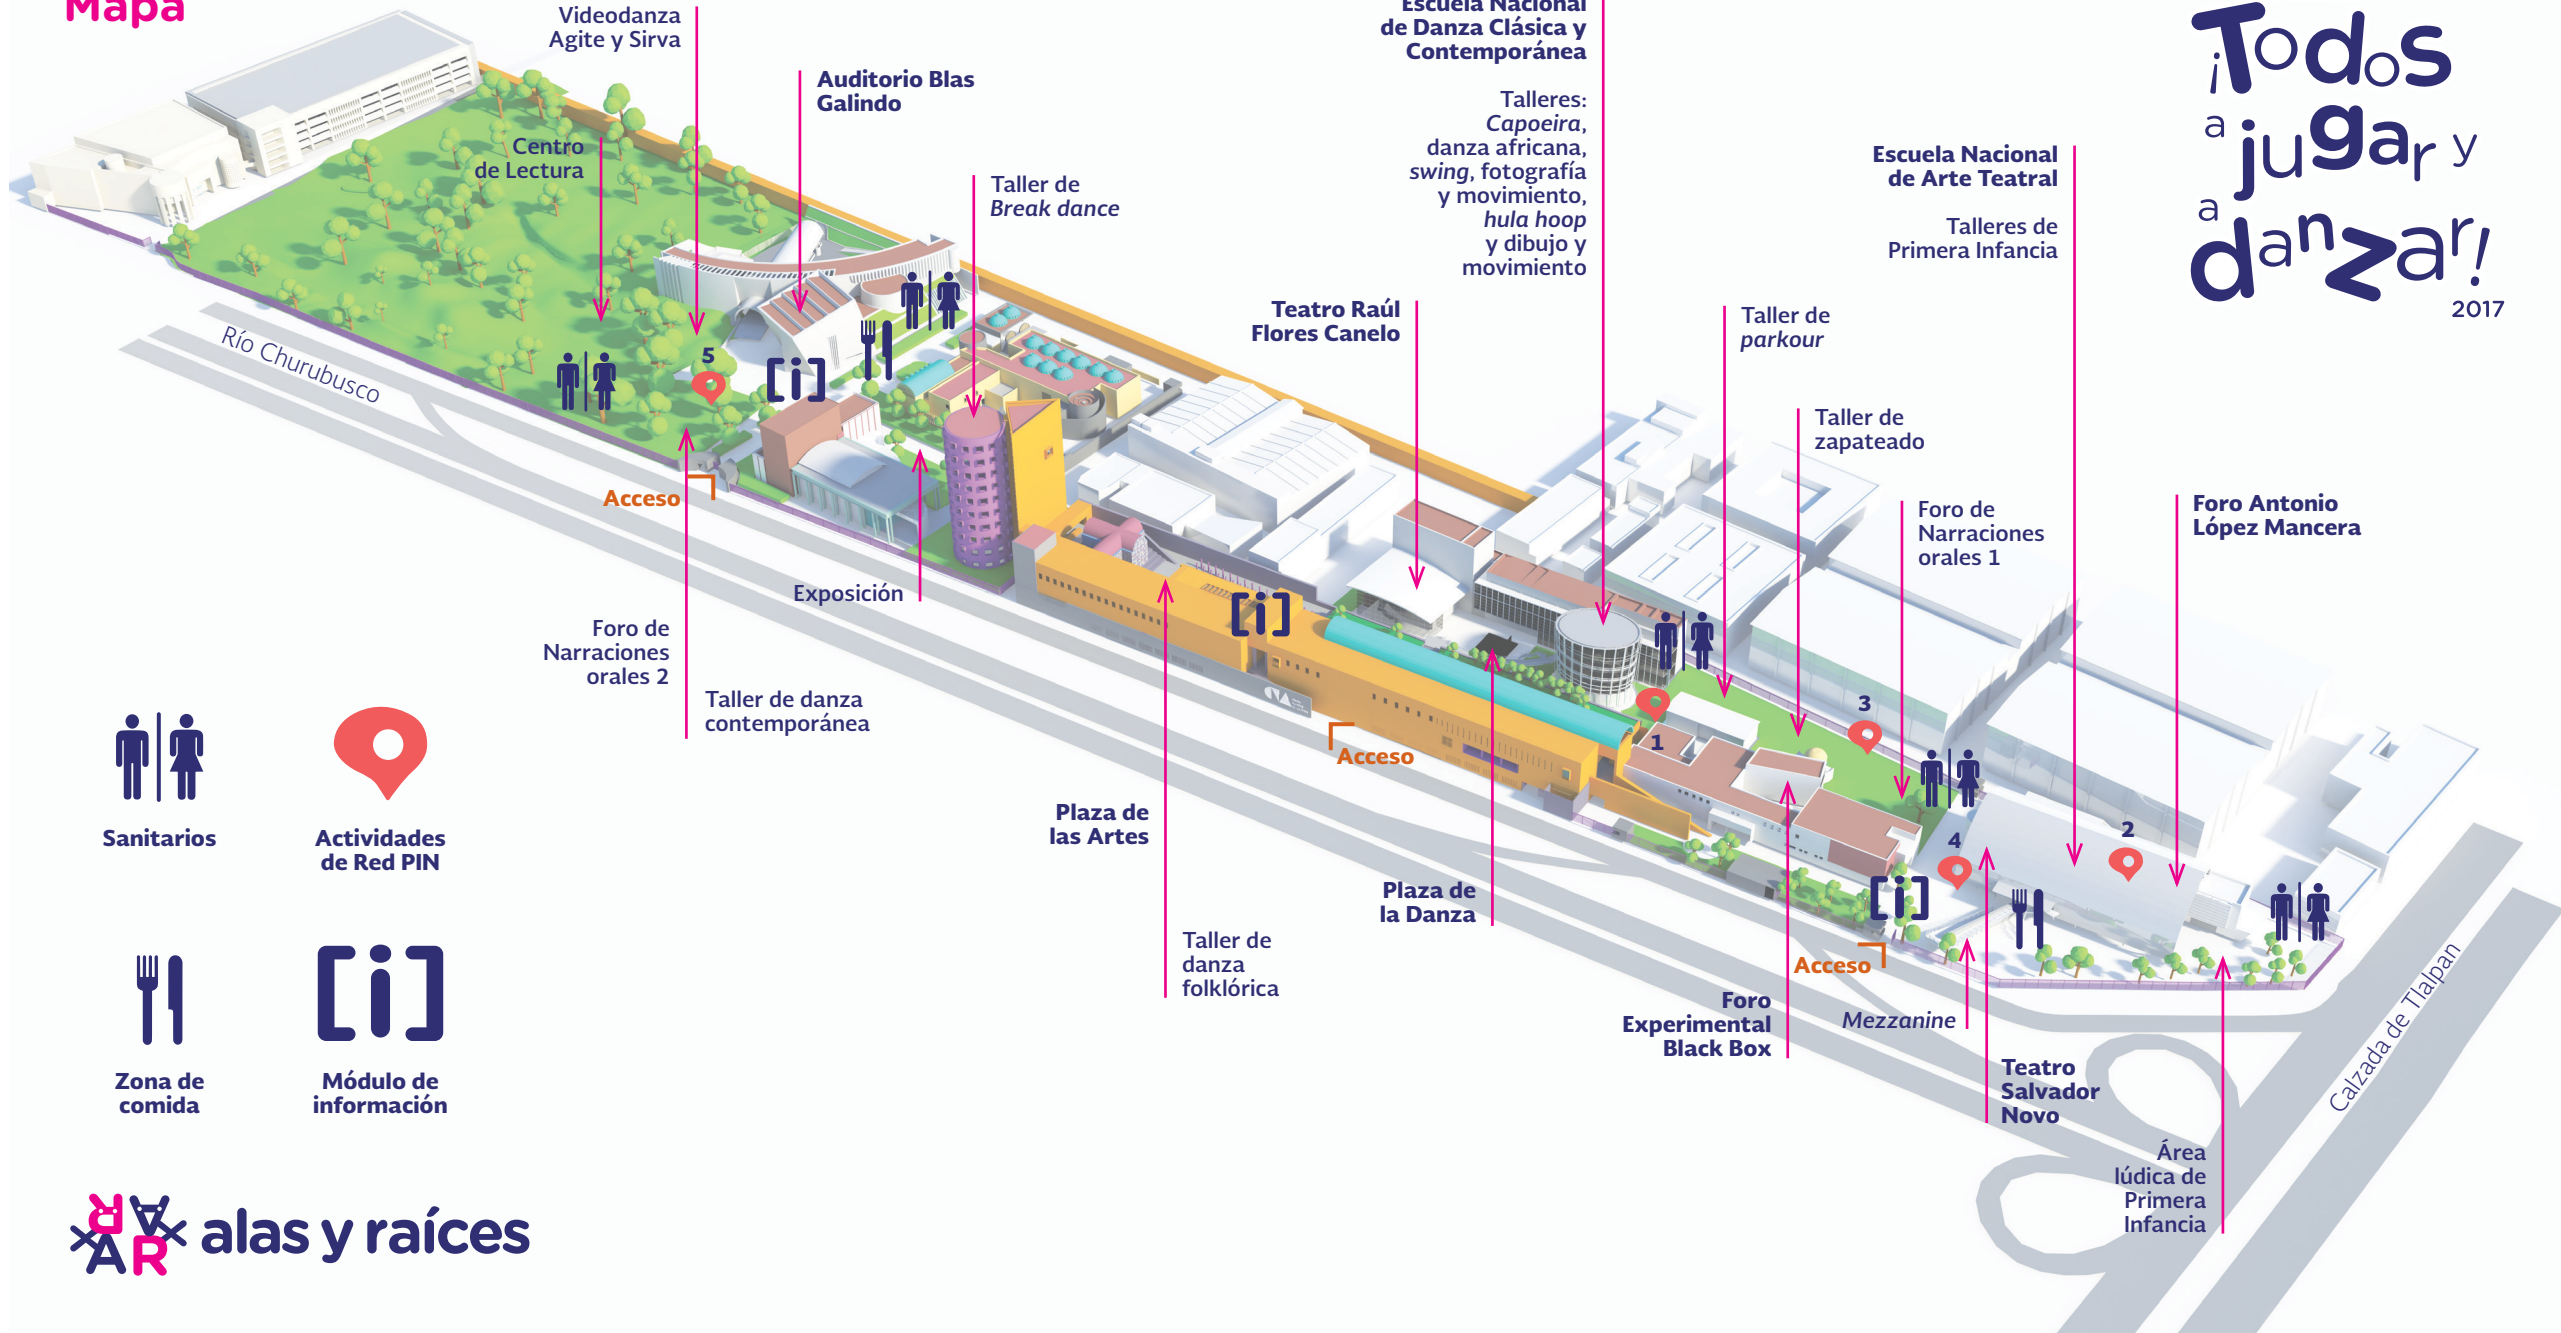 Mapa
Videodanza
Agite y Sirva
Auditorio Blas
Galindo
Centro
de Lectura
Taller de
Break dance
Escuela Nacional
de Danza Clásica y
Contemporánea
Talleres:
Capoeira,
danza africana,
swing, fotografía
y movimiento,
hula hoop
y dibujo y
movimiento
Teatro Raúl
Flores Canelo
Escuela Nacional
de Arte Teatral
Talleres de
Primera Infancia
¡Todos
a jugar y
a
danzar!
2017
Taller de
parkour
Taller de
zapateado
Foro de
Narraciones
orales 1
Foro Antonio
López Mancera
Río Churubusco
5
[i]
Acceso
Exposición
Foro de
Narraciones
orales 2
Taller de danza
contemporánea
[i]
Acceso
1
3
4
2
[i]
Acceso
Plaza de
las Artes
Taller de
danza
folklórica
Plaza de
la Danza
Foro
Experimental
Black Box
Mezzanine
Teatro
Salvador
Novo
Área
lúdica de
Primera
Infancia
Calzada de Tlalpan
Sanitarios
Actividades
de Red PIN
Zona de
comida
[i]
Módulo de
información
alas y raíces